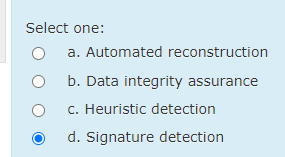 Select one:
a. Automated reconstruction
b. Data integrity assurance
c. Heuristic detection
d. Signature detection